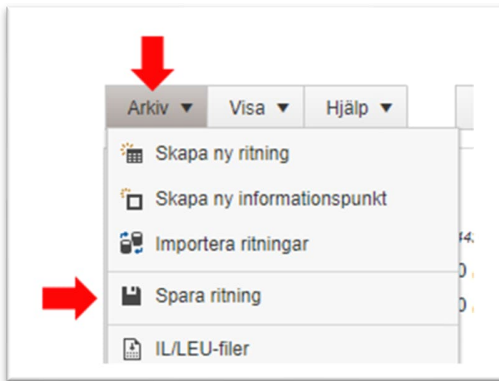 Arkiv Visa Hjälp
Skapa ny ritning
Skapa ny informationspunkt
Importera ritningar
Spara ritning
IL/LEU-filer